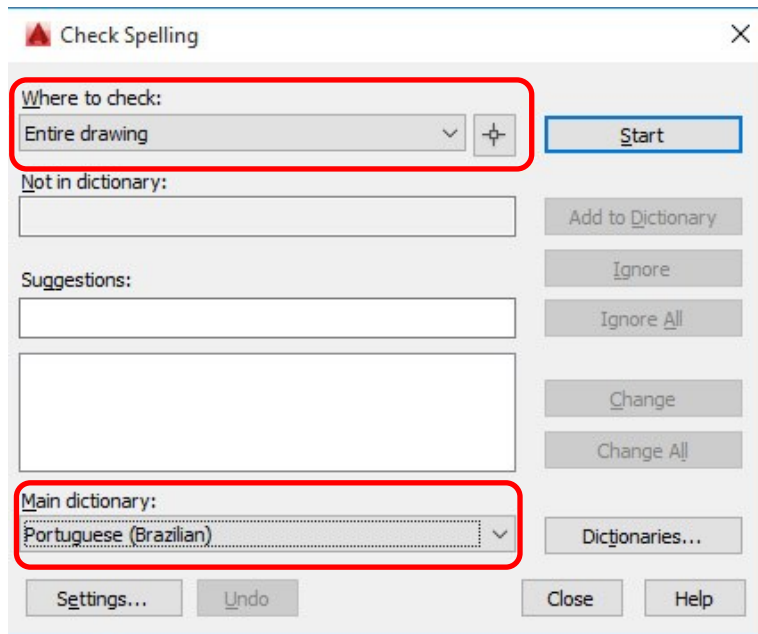 Check Spelling
Where to check:
Entire drawing
Start
Not in dictionary:
Add to Dictionary
Ignore
Suggestions:
Ignore All
Change
Change All
Main dictionary:
Portuguese (Brazilian)
Dictionaries...
Settings...
Undo
Close
Help